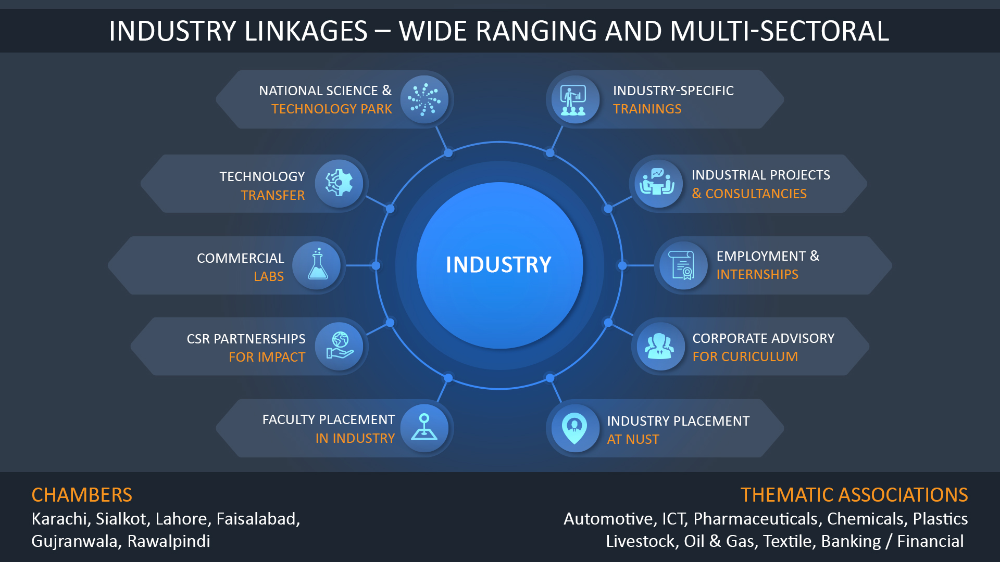 INDUSTRY LINKAGES – WIDE RANGING AND MULTI-SECTORAL
NATIONAL SCIENCE &
TECHNOLOGY PARK
INDUSTRY-SPECIFIC
TRAININGS
TECHNOLOGY
TRANSFER
INDUSTRIAL PROJECTS
& CONSULTANCIES
COMMERCIAL
LABS
INDUSTRY
EMPLOYMENT &
INTERNSHIPS
CSR PARTNERSHIPS
FOR IMPACT
CORPORATE ADVISORY
FOR CURICULUM
FACULTY PLACEMENT
IN INDUSTRY
INDUSTRY PLACEMENT
AT NUST
CHAMBERS
Karachi, Sialkot, Lahore, Faisalabad,
Gujranwala, Rawalpindi
THEMATIC ASSOCIATIONS
Automotive, ICT, Pharmaceuticals, Chemicals, Plastics
Livestock, Oil & Gas, Textile, Banking / Financial